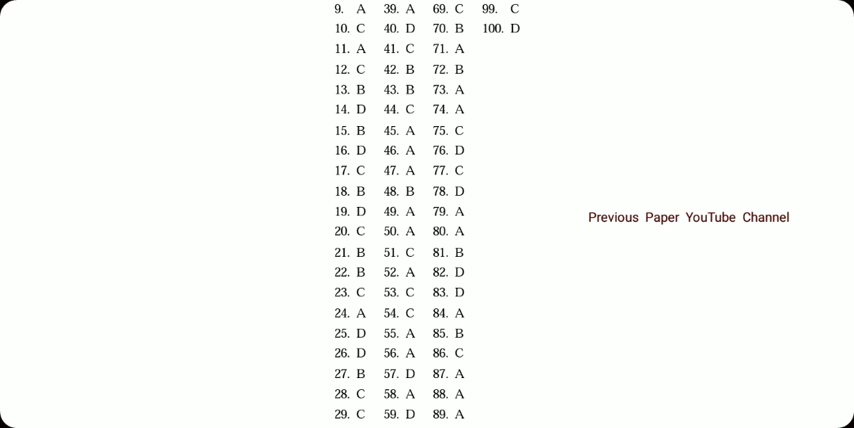 9. A 39. A 69. C 99. C
10. C 40. D 70. B 100. D
11. A 41. C 71. A
12. C 42. B 72. B
13. B 43. B 73. A
14. D 44. C 74. A
15. B 45. A 75. C
16. D 46. A 76. D
17. C 47. A 77. C
18. B 48. B 78. D
19. D 49. A 79. A
20. C 50. A 80. A
21. B 51. C 81. B
22. B 52. A 82. D
23. C 53. C 83. D
24. A 54. C 84. A
25. D 55. A 85. B
26. D 56. A 86. C
27. B 57. D 87. A
28. C 58. A 88. A
29. C 59. D 89. A
Previous Paper YouTube Channel